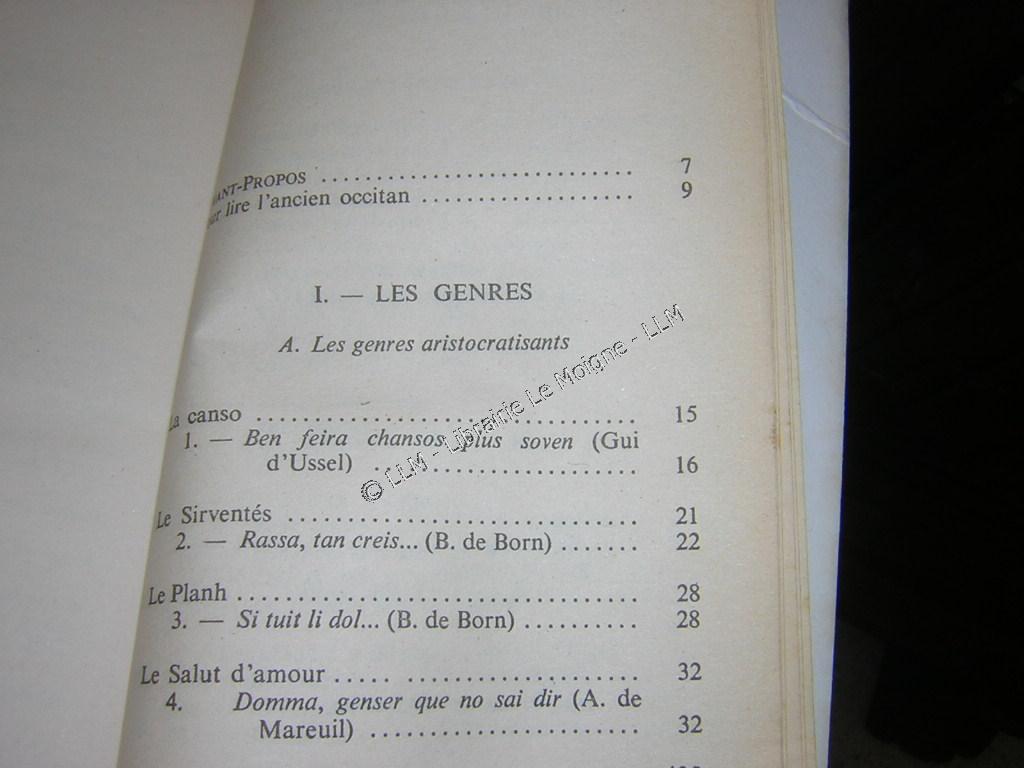 ANT-PROPOS .............................. 7
lire l'ancien occitan .................... 9
I. — LES GENRES
A. Les genres aristocratisants
La canso .................................... 15
1. — Ben feira chansos plus soven (Gui
d'Ussel) ........................... 16
Le Sirventés ................................. 21
2. — Rassa, tan creis... (B. de Born) ....... 22
Le Planh .................................... 28
3. — Si tuit li dol... (B. de Born) .......... 28
Le Salut d'amour ..... .................... 32
4. Domma, genser que no sai dir (A. de
Mareuil) .......................... 32
© LLM - Librairie Le Moigne - LLM